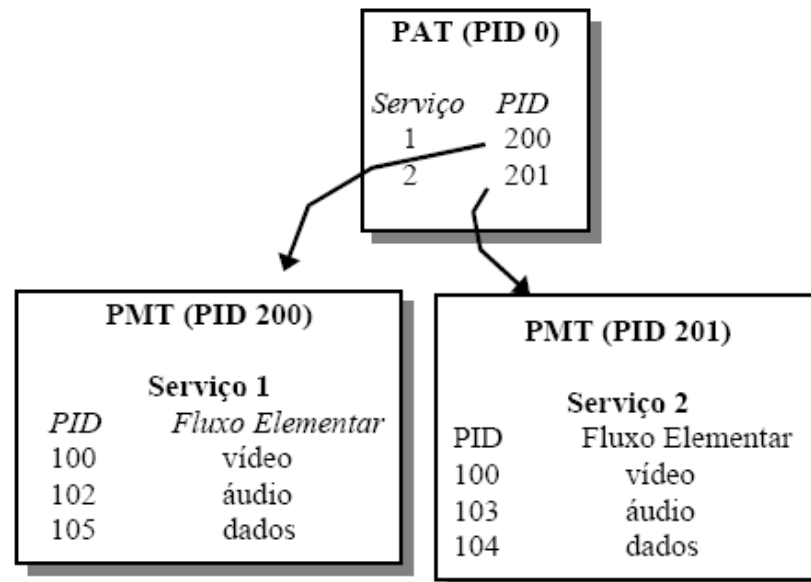 PAT (PID 0)
Serviço PID
1 200
2 201
PMT (PID 200)
Serviço 1
PID Fluxo Elementar
100 vídeo
102 áudio
105 dados
PMT (PID 201)
Serviço 2
PID Fluxo Elementar
100 vídeo
103 áudio
104 dados